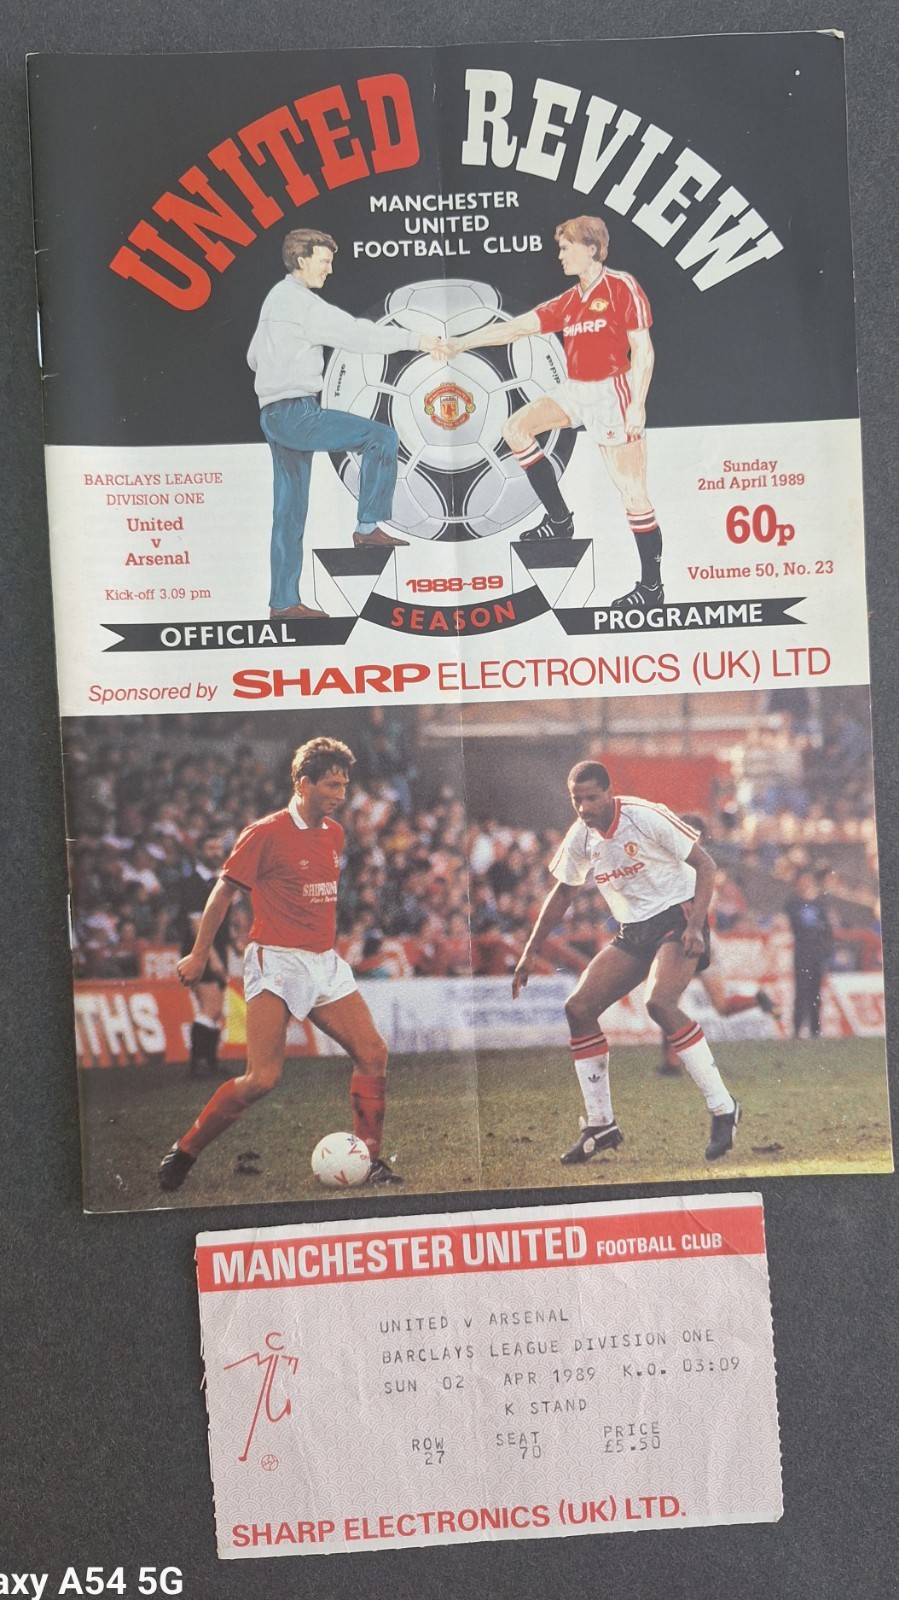 UNITED REVIEW
MANCHESTER
UNITED
FOOTBALL CLUB
SHARP
Tango
adidas
BARCLAYS LEAGUE
DIVISION ONE
United
v
Arsenal
Kick-off 3.09 pm
Sunday
2nd April 1989
60p
Volume 50, No. 23
1988-89
SEASON
OFFICIAL
PROGRAMME
Sponsored by SHARP ELECTRONICS (UK) LTD
SHARP
THS
MANCHESTER UNITED FOOTBALL CLUB
UNITED V ARSENAL
BARCLAYS LEAGUE DIVISION ONE
SUN 02 APR 1989 K.O. 03:09
K STAND
ROW SEAT PRICE
27 70 £5.50
SHARP ELECTRONICS (UK) LTD.
axy A54 5G